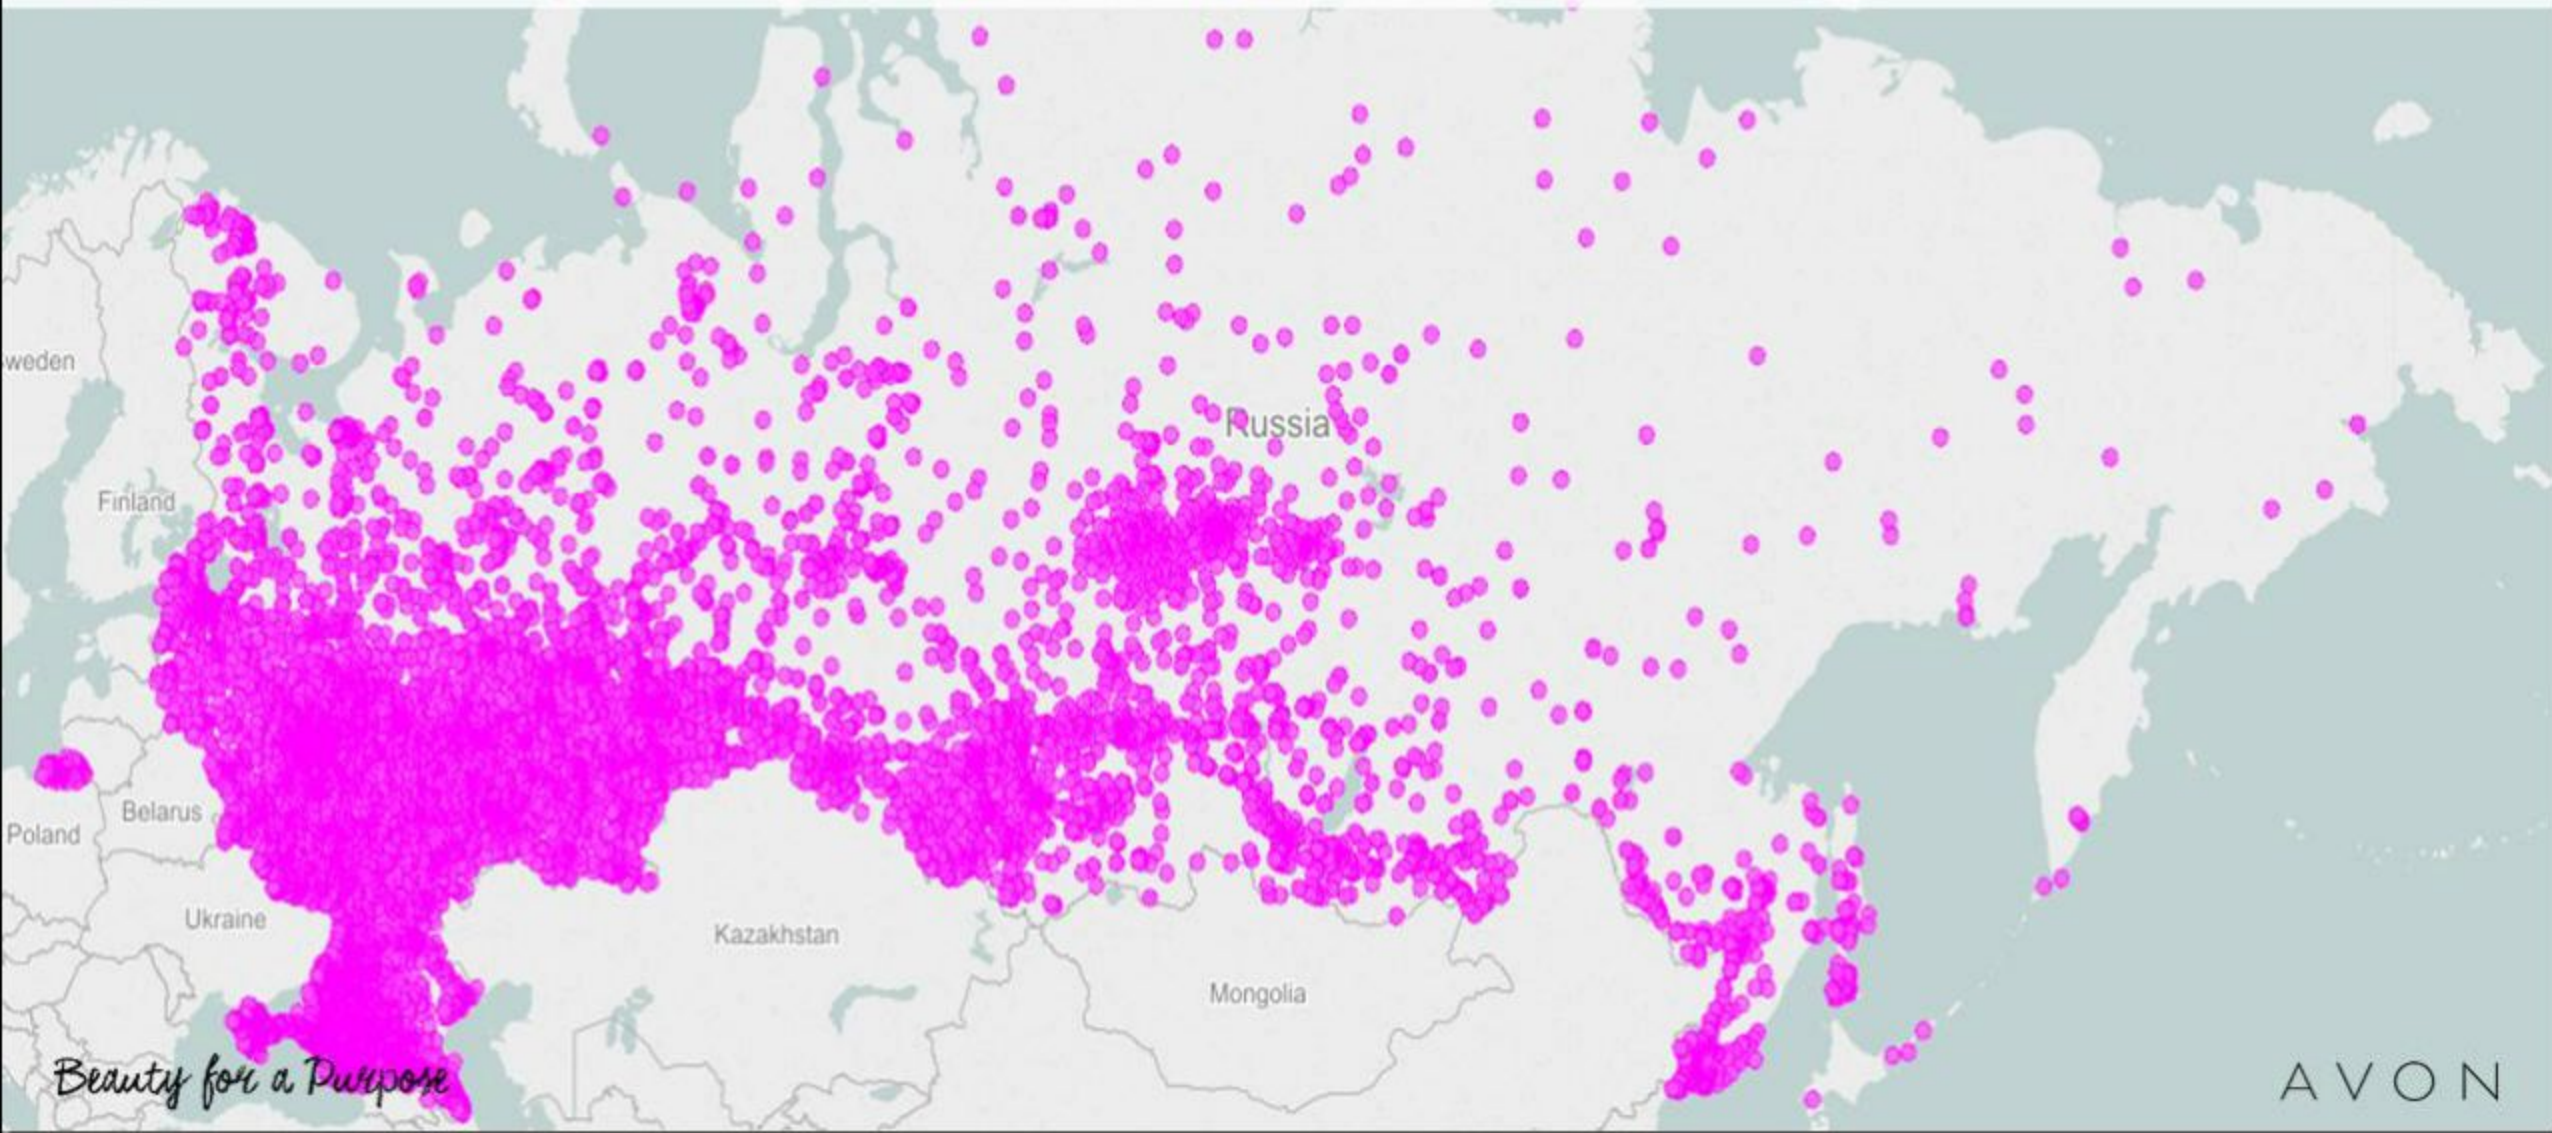 weden
Finland
Russia
Poland
Belarus
Ukraine
Kazakhstan
Mongolia
Beauty for a Purpose
AVON